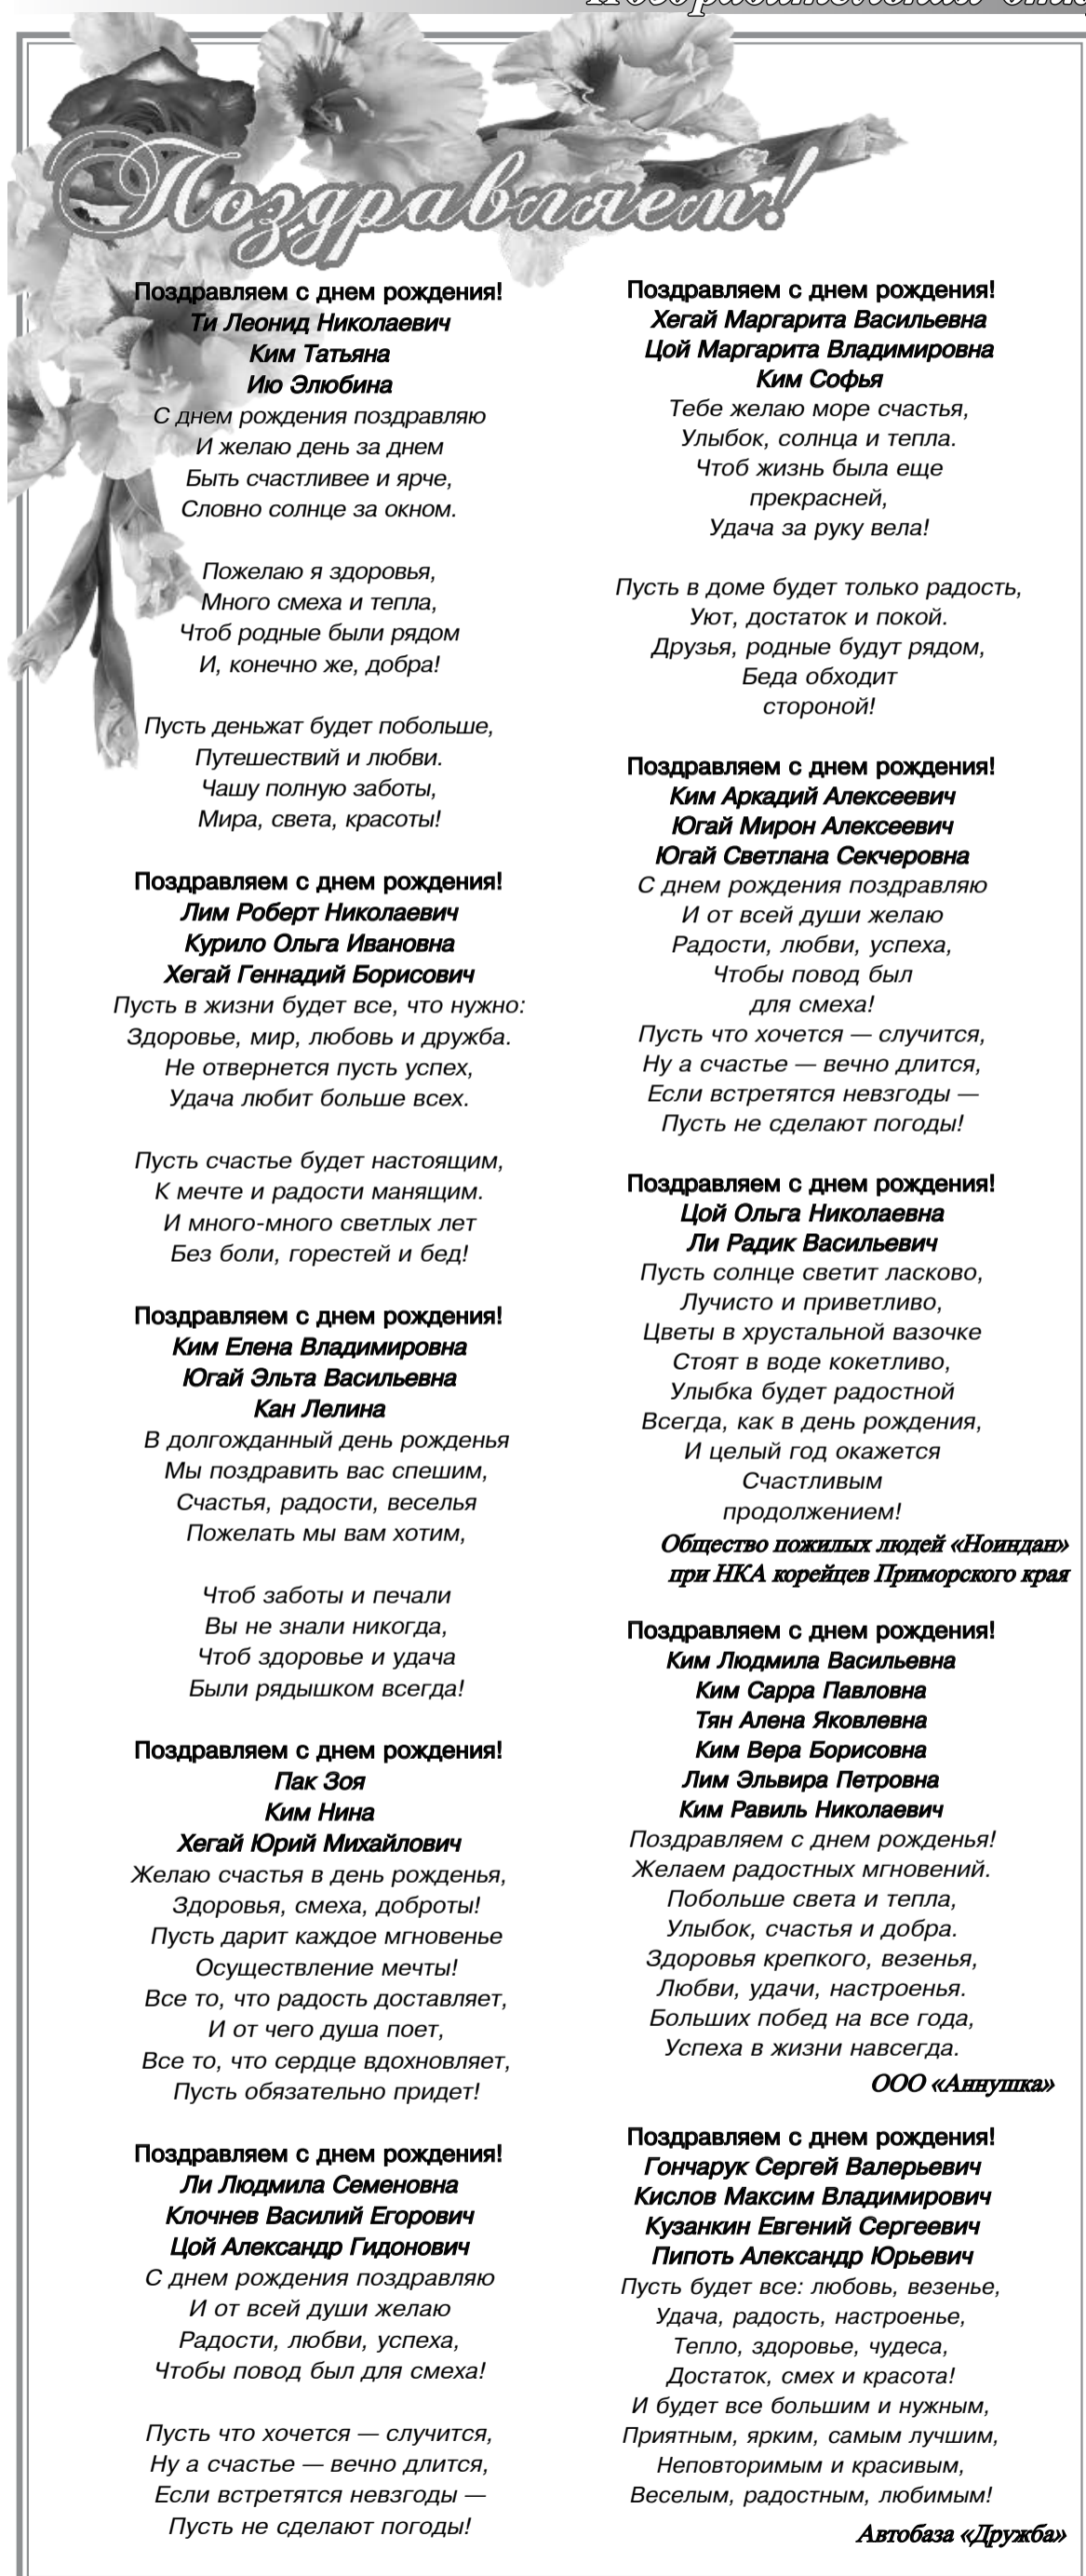 Поздравляем!
Поздравляем с днем рождения!
Ти Леонид Николаевич
Ким Татьяна
Ию Элюбина
С днем рождения поздравляю
И желаю день за днем
Быть счастливее и ярче,
Словно солнце за окном.
Пожелаю я здоровья,
Много смеха и тепла,
Чтоб родные были рядом
И, конечно же, добра!
Пусть деньжат будет побольше,
Путешествий и любви.
Чашу полную заботы,
Мира, света, красоты!
Поздравляем с днем рождения!
Лим Роберт Николаевич
Курило Ольга Ивановна
Хегай Геннадий Борисович
Пусть в жизни будет все, что нужно:
Здоровье, мир, любовь и дружба.
Не отвернется пусть успех,
Удача любит больше всех.
Пусть счастье будет настоящим,
К мечте и радости манящим.
И много-много светлых лет
Без боли, горестей и бед!
Поздравляем с днем рождения!
Ким Елена Владимировна
Югай Эльта Васильевна
Кан Лелина
В долгожданный день рожденья
Мы поздравить вас спешим,
Счастья, радости, веселья
Пожелать мы вам хотим,
Чтоб заботы и печали
Вы не знали никогда,
Чтоб здоровье и удача
Были рядышком всегда!
Поздравляем с днем рождения!
Пак Зоя
Ким Нина
Хегай Юрий Михайлович
Желаю счастья в день рожденья,
Здоровья, смеха, доброты!
Пусть дарит каждое мгновенье
Осуществление мечты!
Все то, что радость доставляет,
И от чего душа поет,
Все то, что сердце вдохновляет,
Пусть обязательно придет!
Поздравляем с днем рождения!
Ли Людмила Семеновна
Клочнев Василий Егорович
Цой Александр Гидонович
С днем рождения поздравляю
И от всей души желаю
Радости, любви, успеха,
Чтобы повод был для смеха!
Пусть что хочется — случится,
Ну а счастье — вечно длится,
Если встретятся невзгоды —
Пусть не сделают погоды!
Поздравляем с днем рождения!
Хегай Маргарита Васильевна
Цой Маргарита Владимировна
Ким Софья
Тебе желаю море счастья,
Улыбок, солнца и тепла.
Чтоб жизнь была еще
прекрасней,
Удача за руку вела!
Пусть в доме будет только радость,
Уют, достаток и покой.
Друзья, родные будут рядом,
Беда обходит
стороной!
Поздравляем с днем рождения!
Ким Аркадий Алексеевич
Югай Мирон Алексеевич
Югай Светлана Секчеровна
С днем рождения поздравляю
И от всей души желаю
Радости, любви, успеха,
Чтобы повод был
для смеха!
Пусть что хочется — случится,
Ну а счастье — вечно длится,
Если встретятся невзгоды —
Пусть не сделают погоды!
Поздравляем с днем рождения!
Цой Ольга Николаевна
Ли Радик Васильевич
Пусть солнце светит ласково,
Лучисто и приветливо,
Цветы в хрустальной вазочке
Стоят в воде кокетливо,
Улыбка будет радостной
Всегда, как в день рождения,
И целый год окажется
Счастливым
продолжением!
Общество пожилых людей «Ноиндан»
при НКА корейцев Приморского края
Поздравляем с днем рождения!
Ким Людмила Васильевна
Ким Сарра Павловна
Тян Алена Яковлевна
Ким Вера Борисовна
Лим Эльвира Петровна
Ким Равиль Николаевич
Поздравляем с днем рожденья!
Желаем радостных мгновений.
Побольше света и тепла,
Улыбок, счастья и добра.
Здоровья крепкого, везенья,
Любви, удачи, настроенья.
Больших побед на все года,
Успеха в жизни навсегда.
ООО «Аннушка»
Поздравляем с днем рождения!
Гончарук Сергей Валерьевич
Кислов Максим Владимирович
Кузанкин Евгений Сергеевич
Пипоть Александр Юрьевич
Пусть будет все: любовь, везенье,
Удача, радость, настроенье,
Тепло, здоровье, чудеса,
Достаток, смех и красота!
И будет все большим и нужным,
Приятным, ярким, самым лучшим,
Неповторимым и красивым,
Веселым, радостным, любимым!
Автобаза «Дружба»